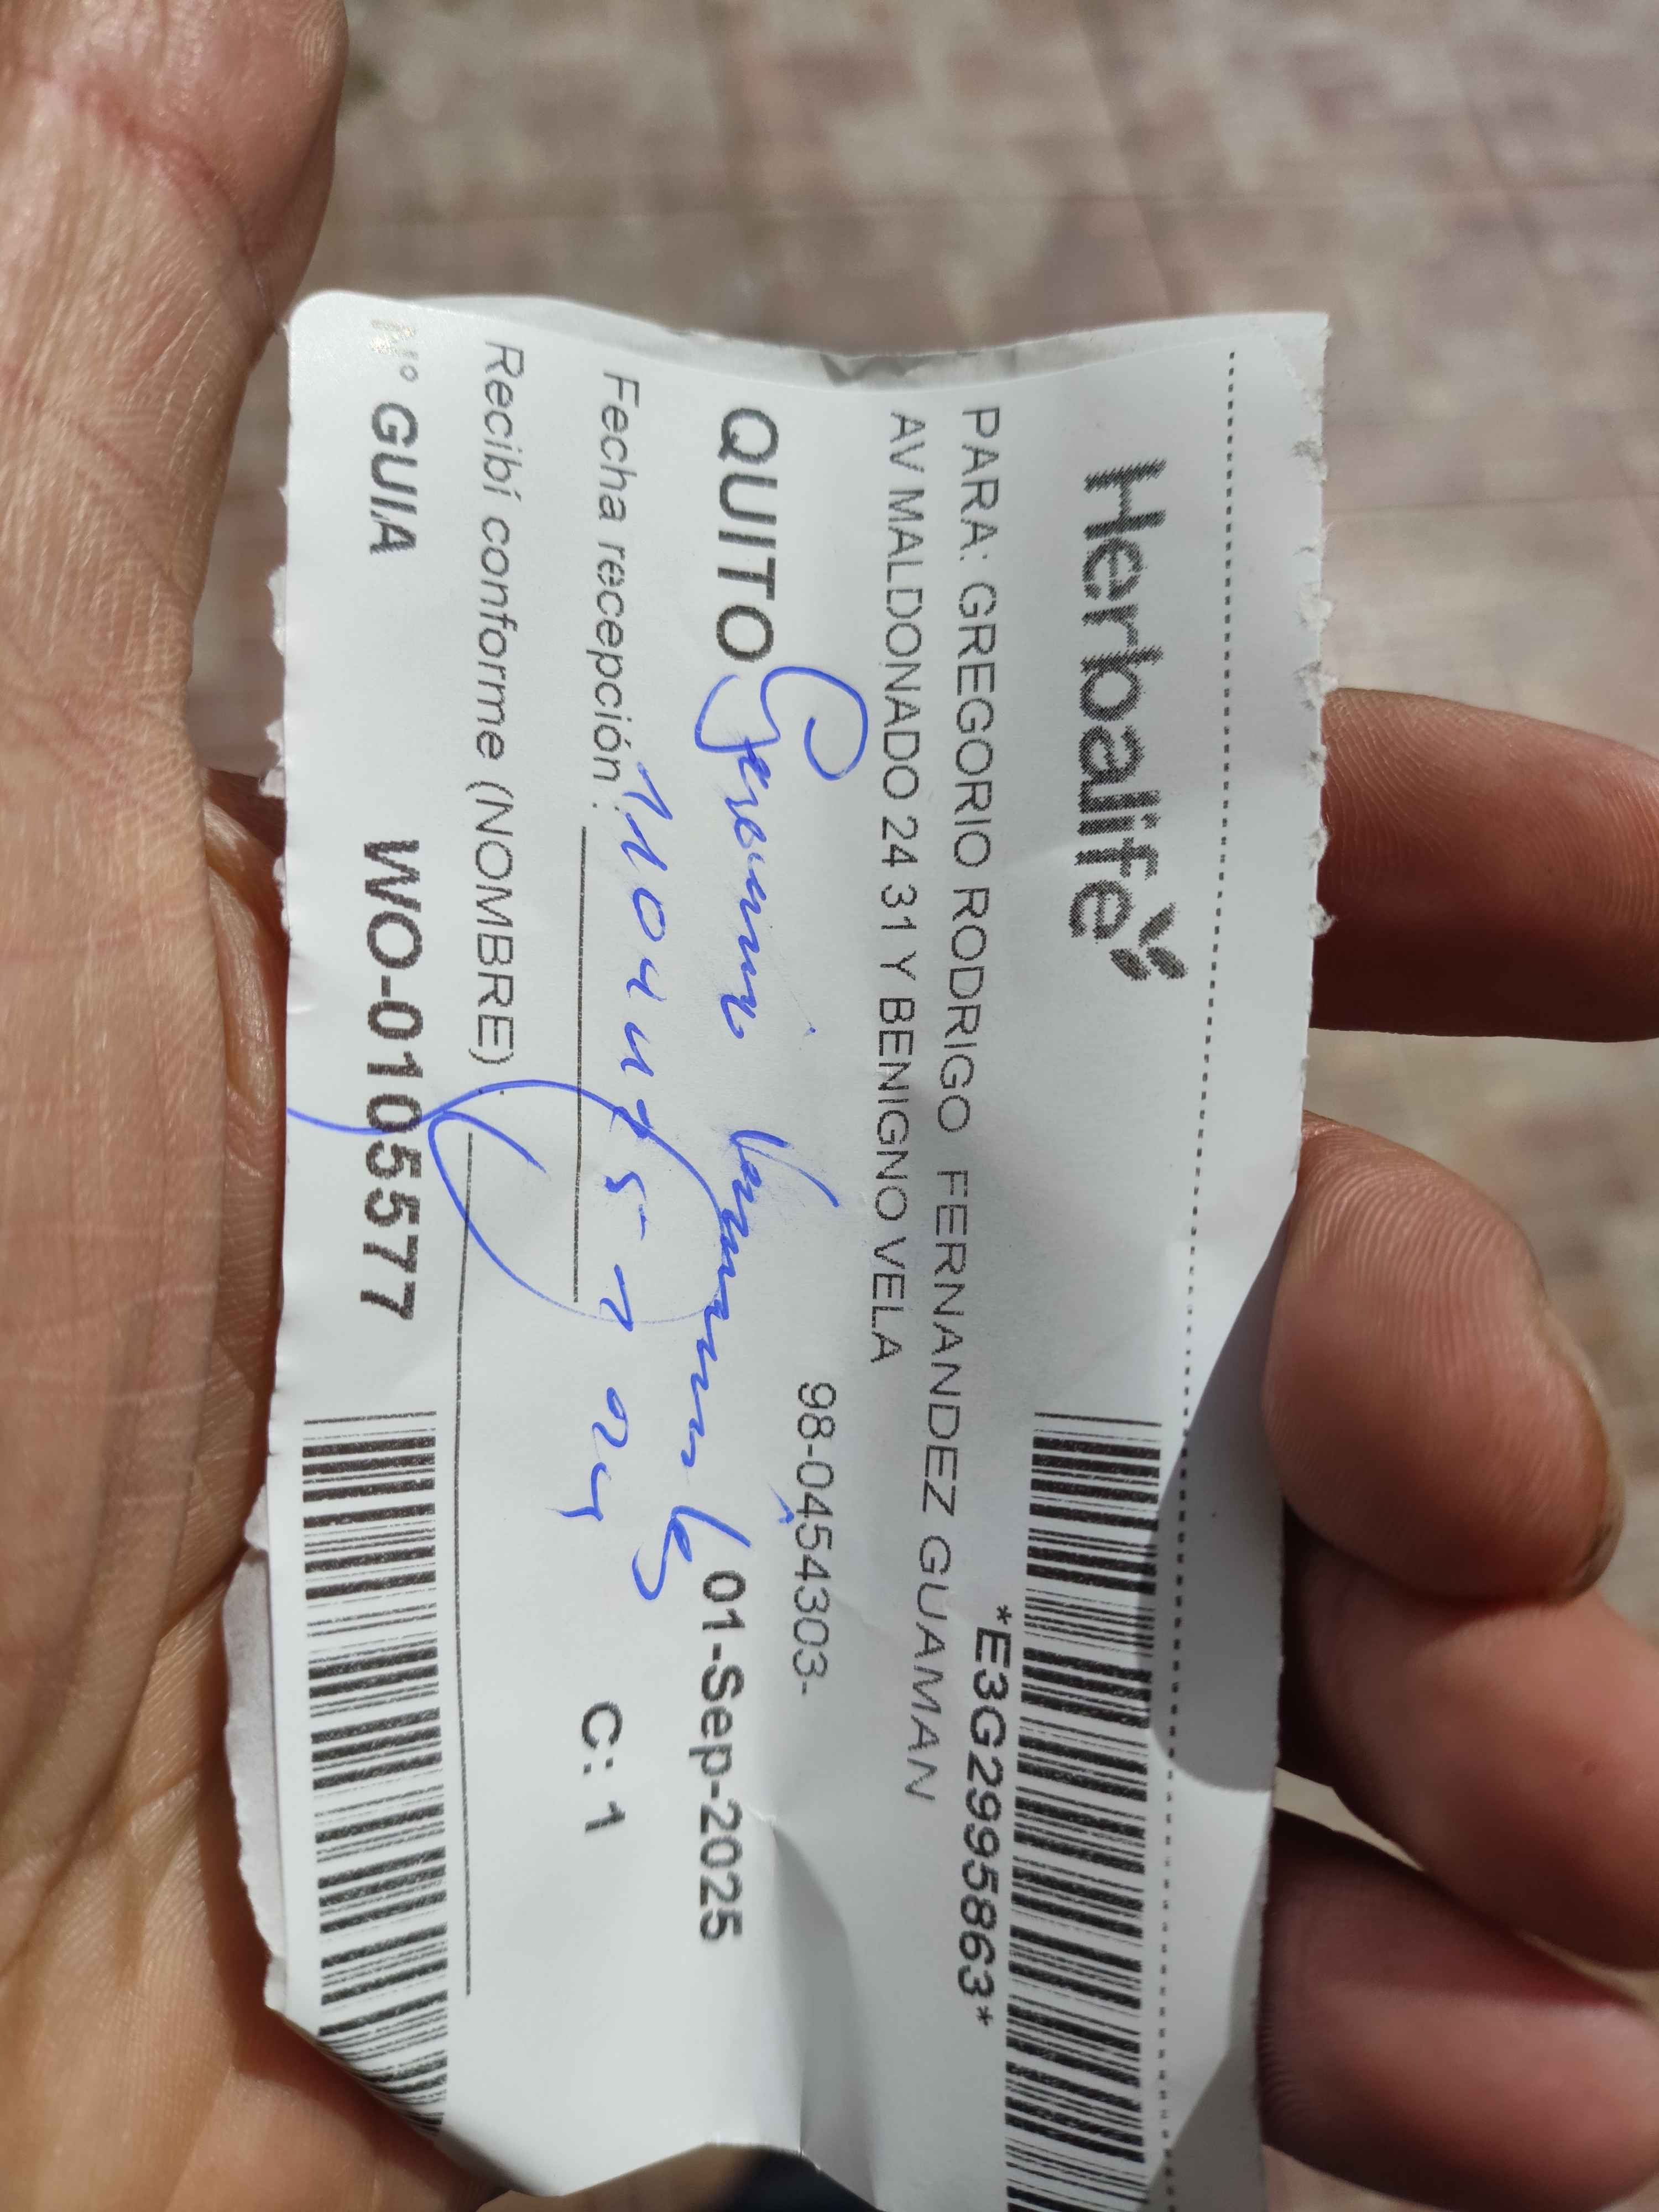 Herbalife
*E3G2995863*
PARA: GREGORIO RODRIGO FERNANDEZ GUAMAN
AV MALDONADO 24 31 Y BENIGNO VELA
98-0454303-
QUITO 01-Sep-2025
Fecha recepción:
C: 1
Recibí conforme (NOMBRE)
N° GUIA WO-0105577